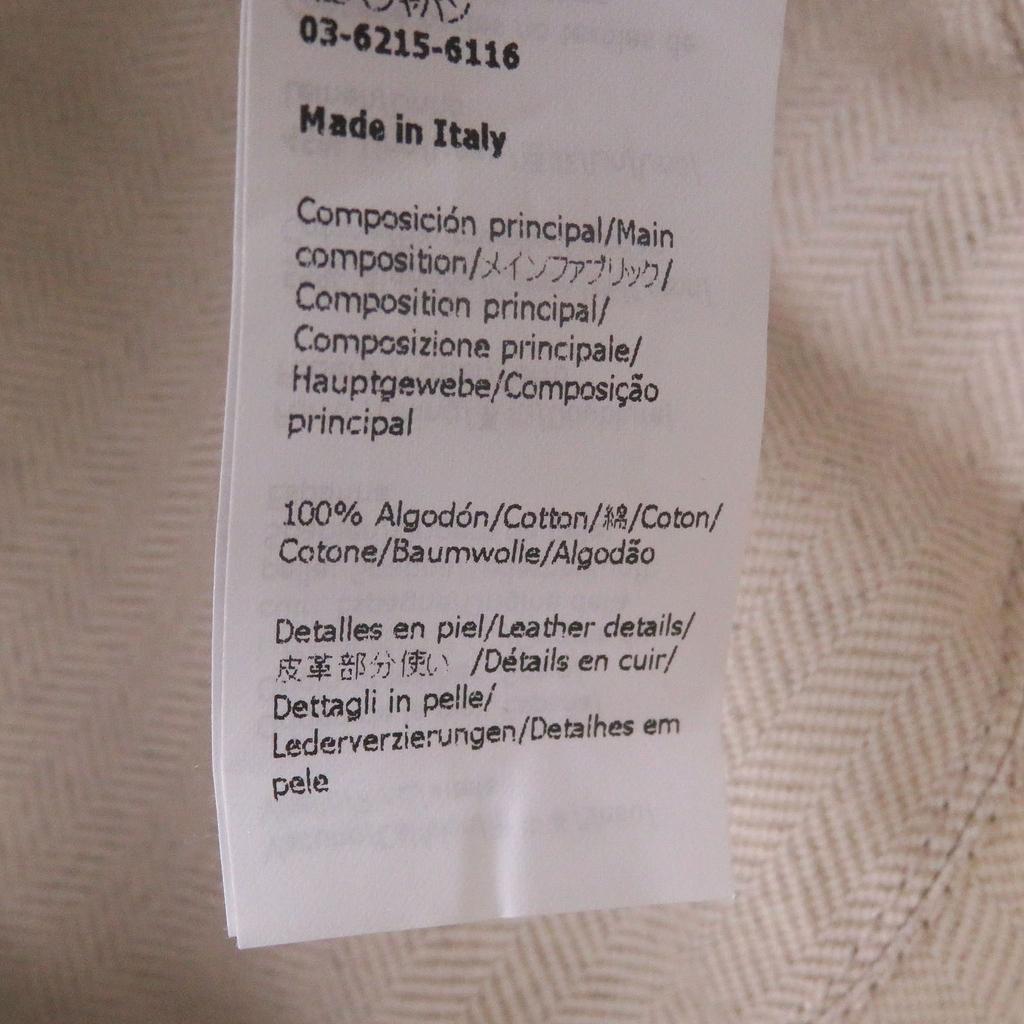 03-6215-6116
Made in Italy
Composición principal/Main
composition/メインファブリック/
Composition principal/
Composizione principale/
Hauptgewebe/Composição
principal
100% Algodón/Cotton/綿/Coton/
Cotone/Baumwolle/Algodão
Detalles en piel/Leather details/
皮革部分使い /Détails en cuir/
Dettagli in pelle/
Lederverzierungen/Detalhes em
pele